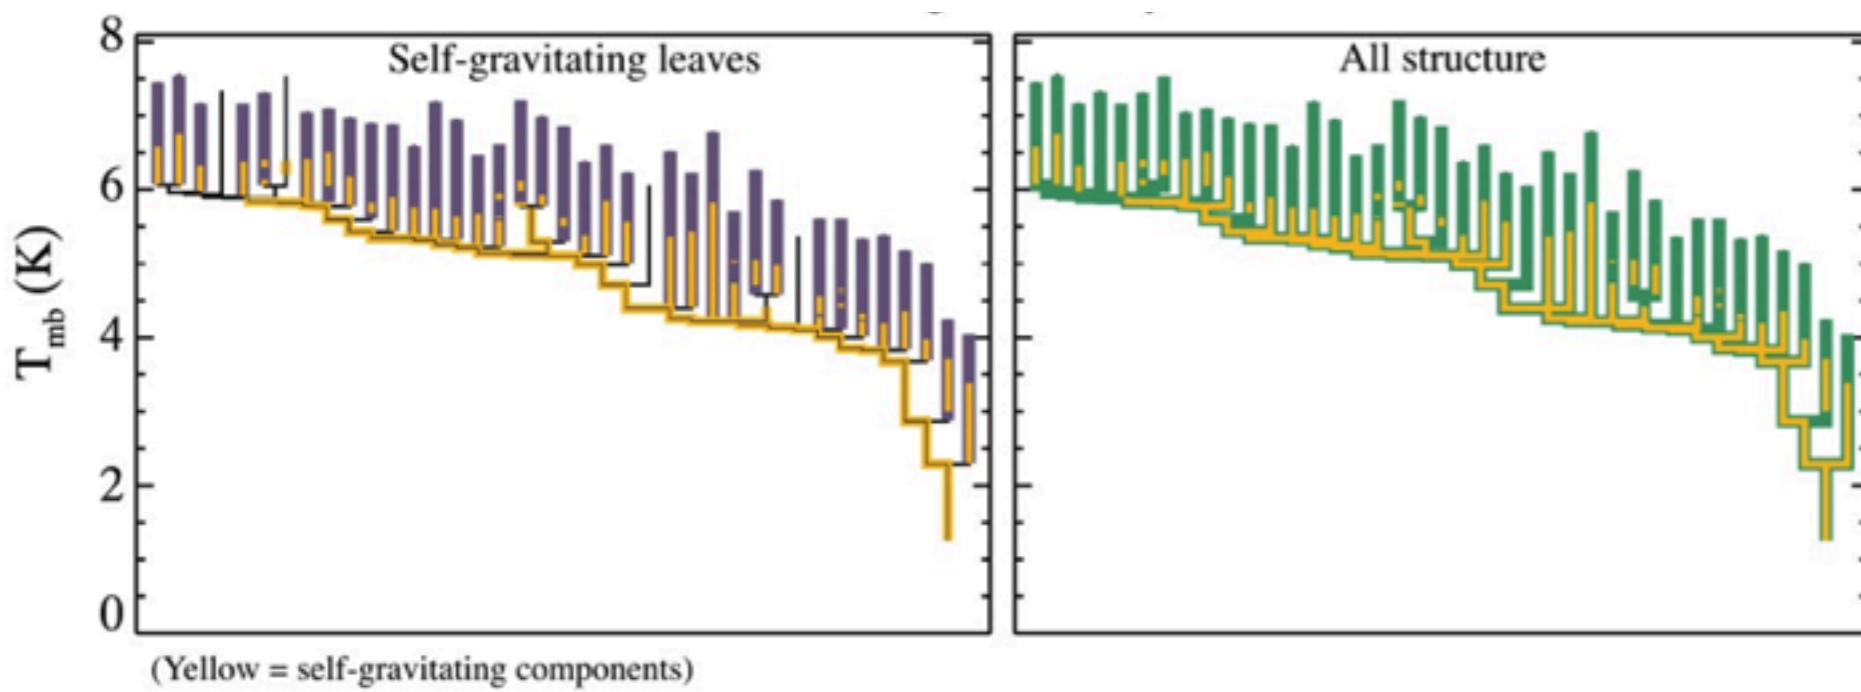 Self-gravitating leaves
All structure
8
6
4
2
0
Tmb (K)
(Yellow = self-gravitating components)